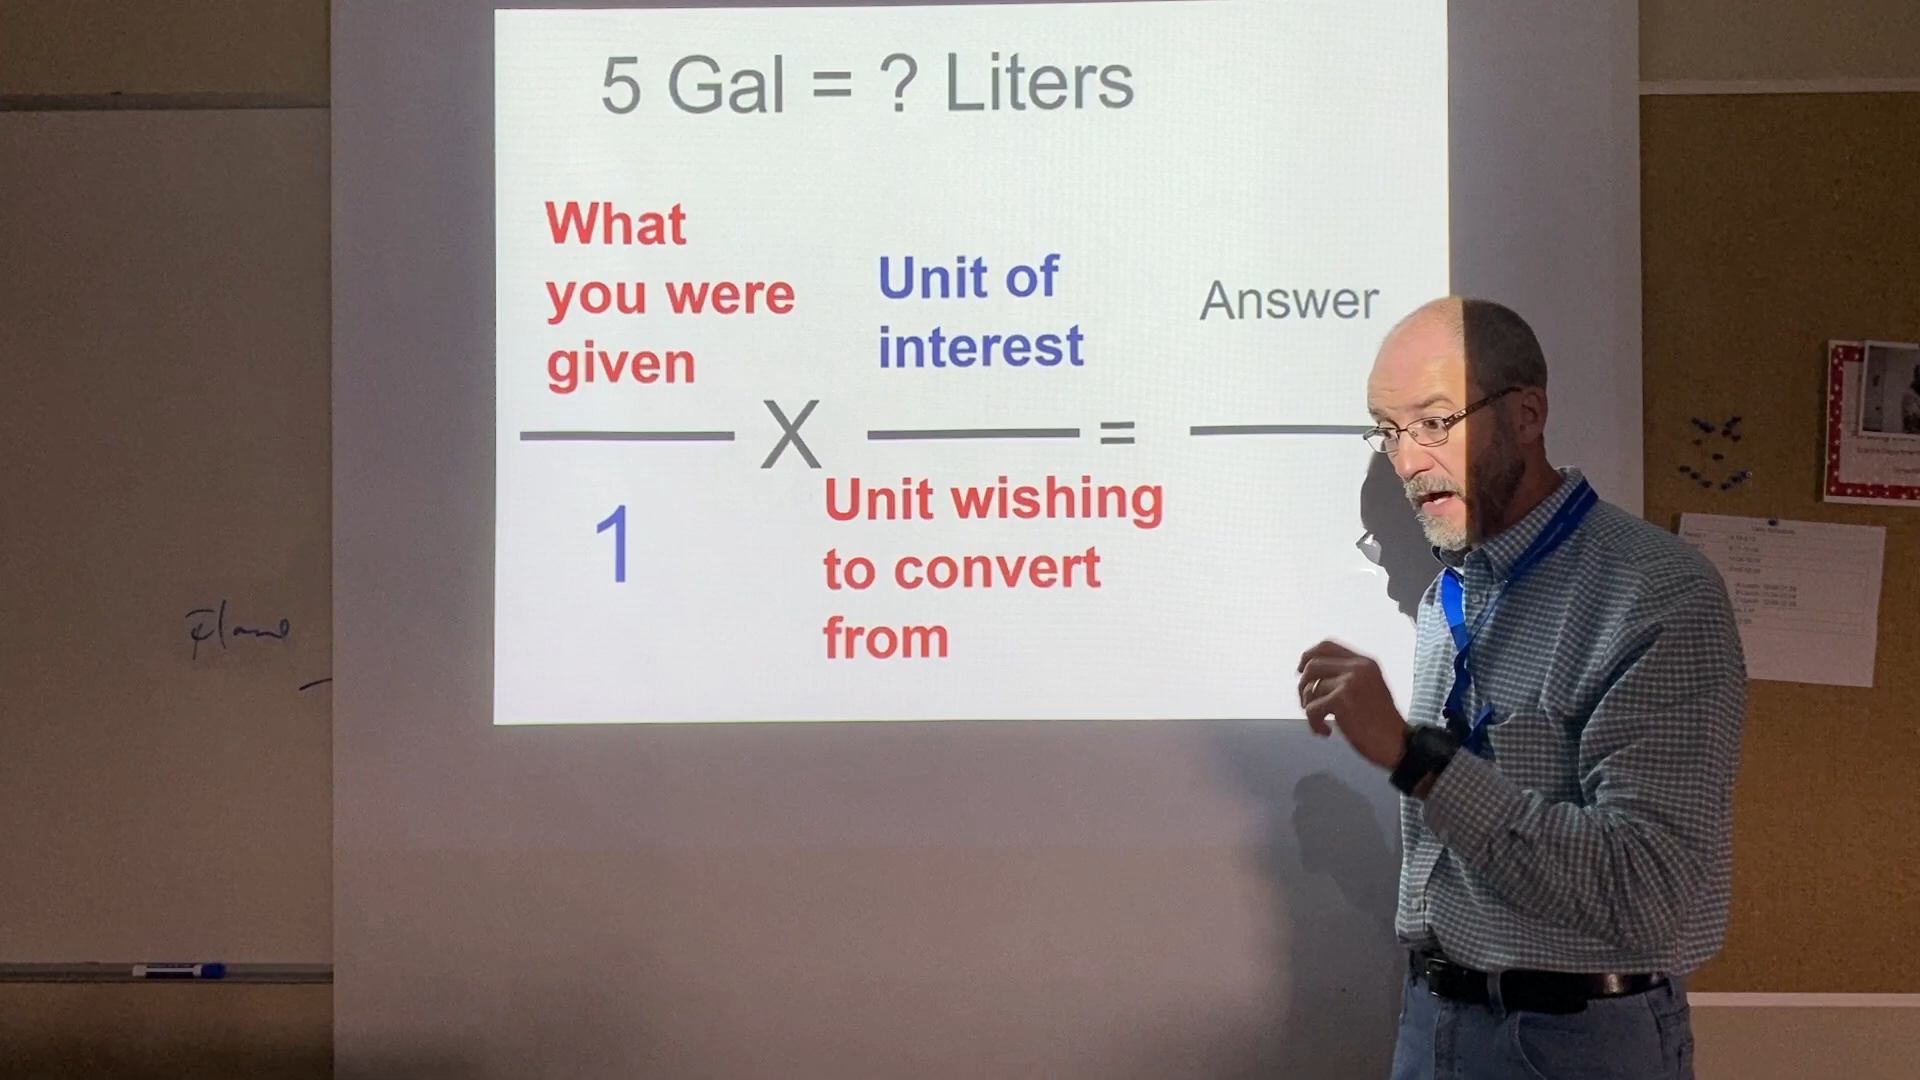 5 Gal = ? Liters
What
you were
given
1
X
Unit of
interest
Unit wishing
to convert
from
=
Answer